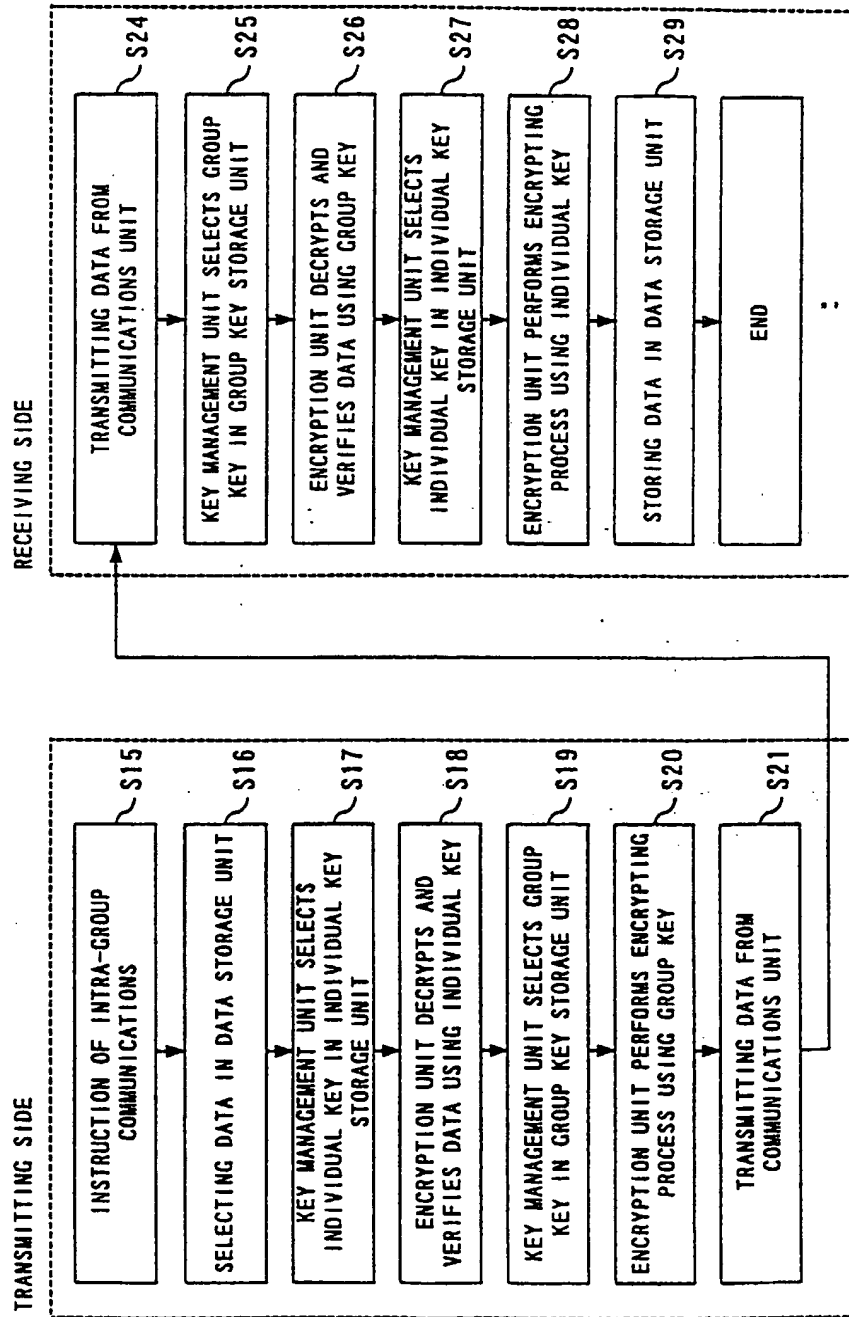 TRANSMITTING SIDE
INSTRUCTION OF INTRA-GROUP
COMMUNICATIONS
S15
SELECTING DATA IN DATA STORAGE UNIT
S16
KEY MANAGEMENT UNIT SELECTS
INDIVIDUAL KEY IN INDIVIDUAL KEY
STORAGE UNIT
S17
ENCRYPTION UNIT DECRYPTS AND
VERIFIES DATA USING INDIVIDUAL KEY
S18
KEY MANAGEMENT UNIT SELECTS GROUP
KEY IN GROUP KEY STORAGE UNIT
S19
ENCRYPTION UNIT PERFORMS ENCRYPTING
PROCESS USING GROUP KEY
S20
TRANSMITTING DATA FROM
COMMUNICATIONS UNIT
S21
RECEIVING SIDE
TRANSMITTING DATA FROM
COMMUNICATIONS UNIT
S24
KEY MANAGEMENT UNIT SELECTS GROUP
KEY IN GROUP KEY STORAGE UNIT
S25
ENCRYPTION UNIT DECRYPTS AND
VERIFIES DATA USING GROUP KEY
S26
KEY MANAGEMENT UNIT SELECTS
INDIVIDUAL KEY IN INDIVIDUAL KEY
STORAGE UNIT
S27
ENCRYPTION UNIT PERFORMS ENCRYPTING
PROCESS USING INDIVIDUAL KEY
S28
STORING DATA IN DATA STORAGE UNIT
S29
END